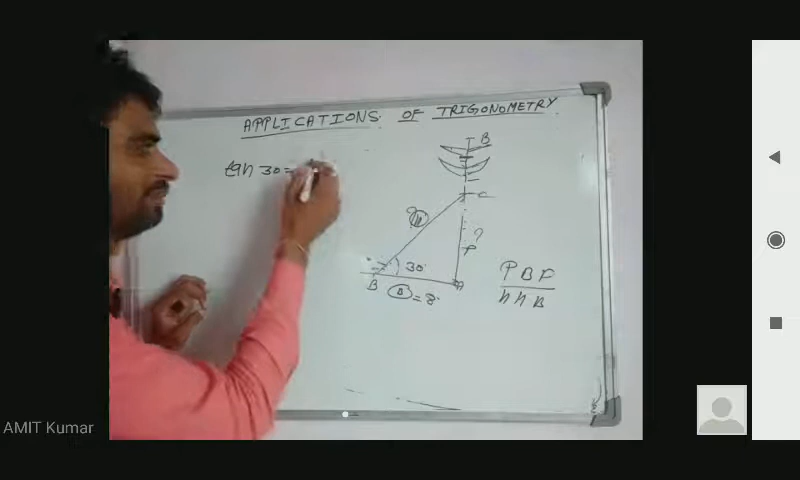 APPLICATIONS OF TRIGONOMETRY
tan 30 =
B
C
?
h
?
P
30°
B
B = 8
A
P B P
h h B
AMIT Kumar